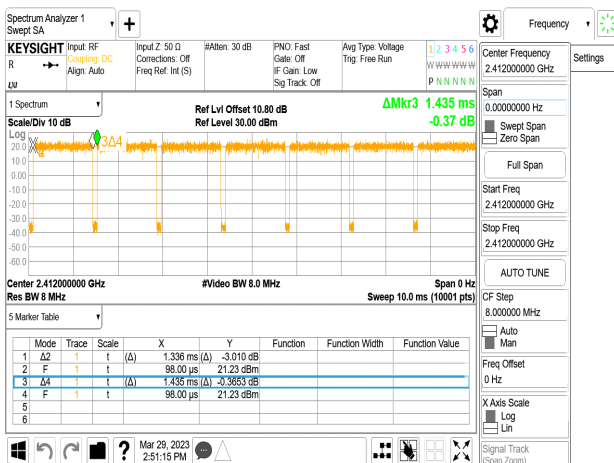 Spectrum Analyzer 1
Swept SA
Frequency
KEYSIGHT
R
Input: RF
Coupling: DC
Align: Auto
Input Z: 50 Ω
Corrections: Off
Freq Ref: Int (S)
#Atten: 30 dB
PNO: Fast
Gate: Off
IF Gain: Low
Sig Track: Off
Avg Type: Voltage
Trig: Free Run
1 2 3 4 5 6
W W W W W W
P N N N N N
Center Frequency
2.412000000 GHz
Settings
Span
0.00000000 Hz
Swept Span
Zero Span
Full Span
Start Freq
2.412000000 GHz
Stop Freq
2.412000000 GHz
AUTO TUNE
CF Step
8.000000 MHz
Auto
Man
Freq Offset
0 Hz
X Axis Scale
Log
Lin
Signal Track
(Span Zoom)
1 Spectrum
Scale/Div 10 dB
Ref Lvl Offset 10.80 dB
Ref Level 30.00 dBm
ΔMkr3 1.435 ms
-0.37 dB
Log
3Δ4
20.0
10.0
0.00
-10.0
-20.0
-30.0
-40.0
-50.0
-60.0
Center 2.412000000 GHz
#Video BW 8.0 MHz
Span 0 Hz
Res BW 8 MHz
Sweep 10.0 ms (10001 pts)
5 Marker Table
Mode Trace Scale X Y Function Function Width Function Value
1 Δ2 1 t (Δ) 1.336 ms (Δ) -3.010 dB
2 F 1 t 98.00 µs 21.23 dBm
3 Δ4 1 t (Δ) 1.435 ms (Δ) -0.3653 dB
4 F 1 t 98.00 µs 21.23 dBm
5
6
?
Mar 29, 2023
2:51:15 PM